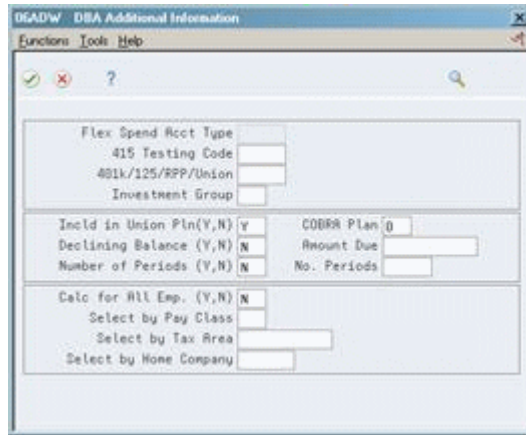 06ADW DBA Additional Information
Functions Tools Help
?
Flex Spend Acct Type
415 Testing Code
401k/125/RPP/Union
Investment Group
Incld in Union Pln(Y,N) Y COBRA Plan 0
Declining Balance (Y,N) N Amount Due
Number of Periods (Y,N) N No. Periods
Calc for All Emp. (Y,N) N
Select by Pay Class
Select by Tax Area
Select by Home Company